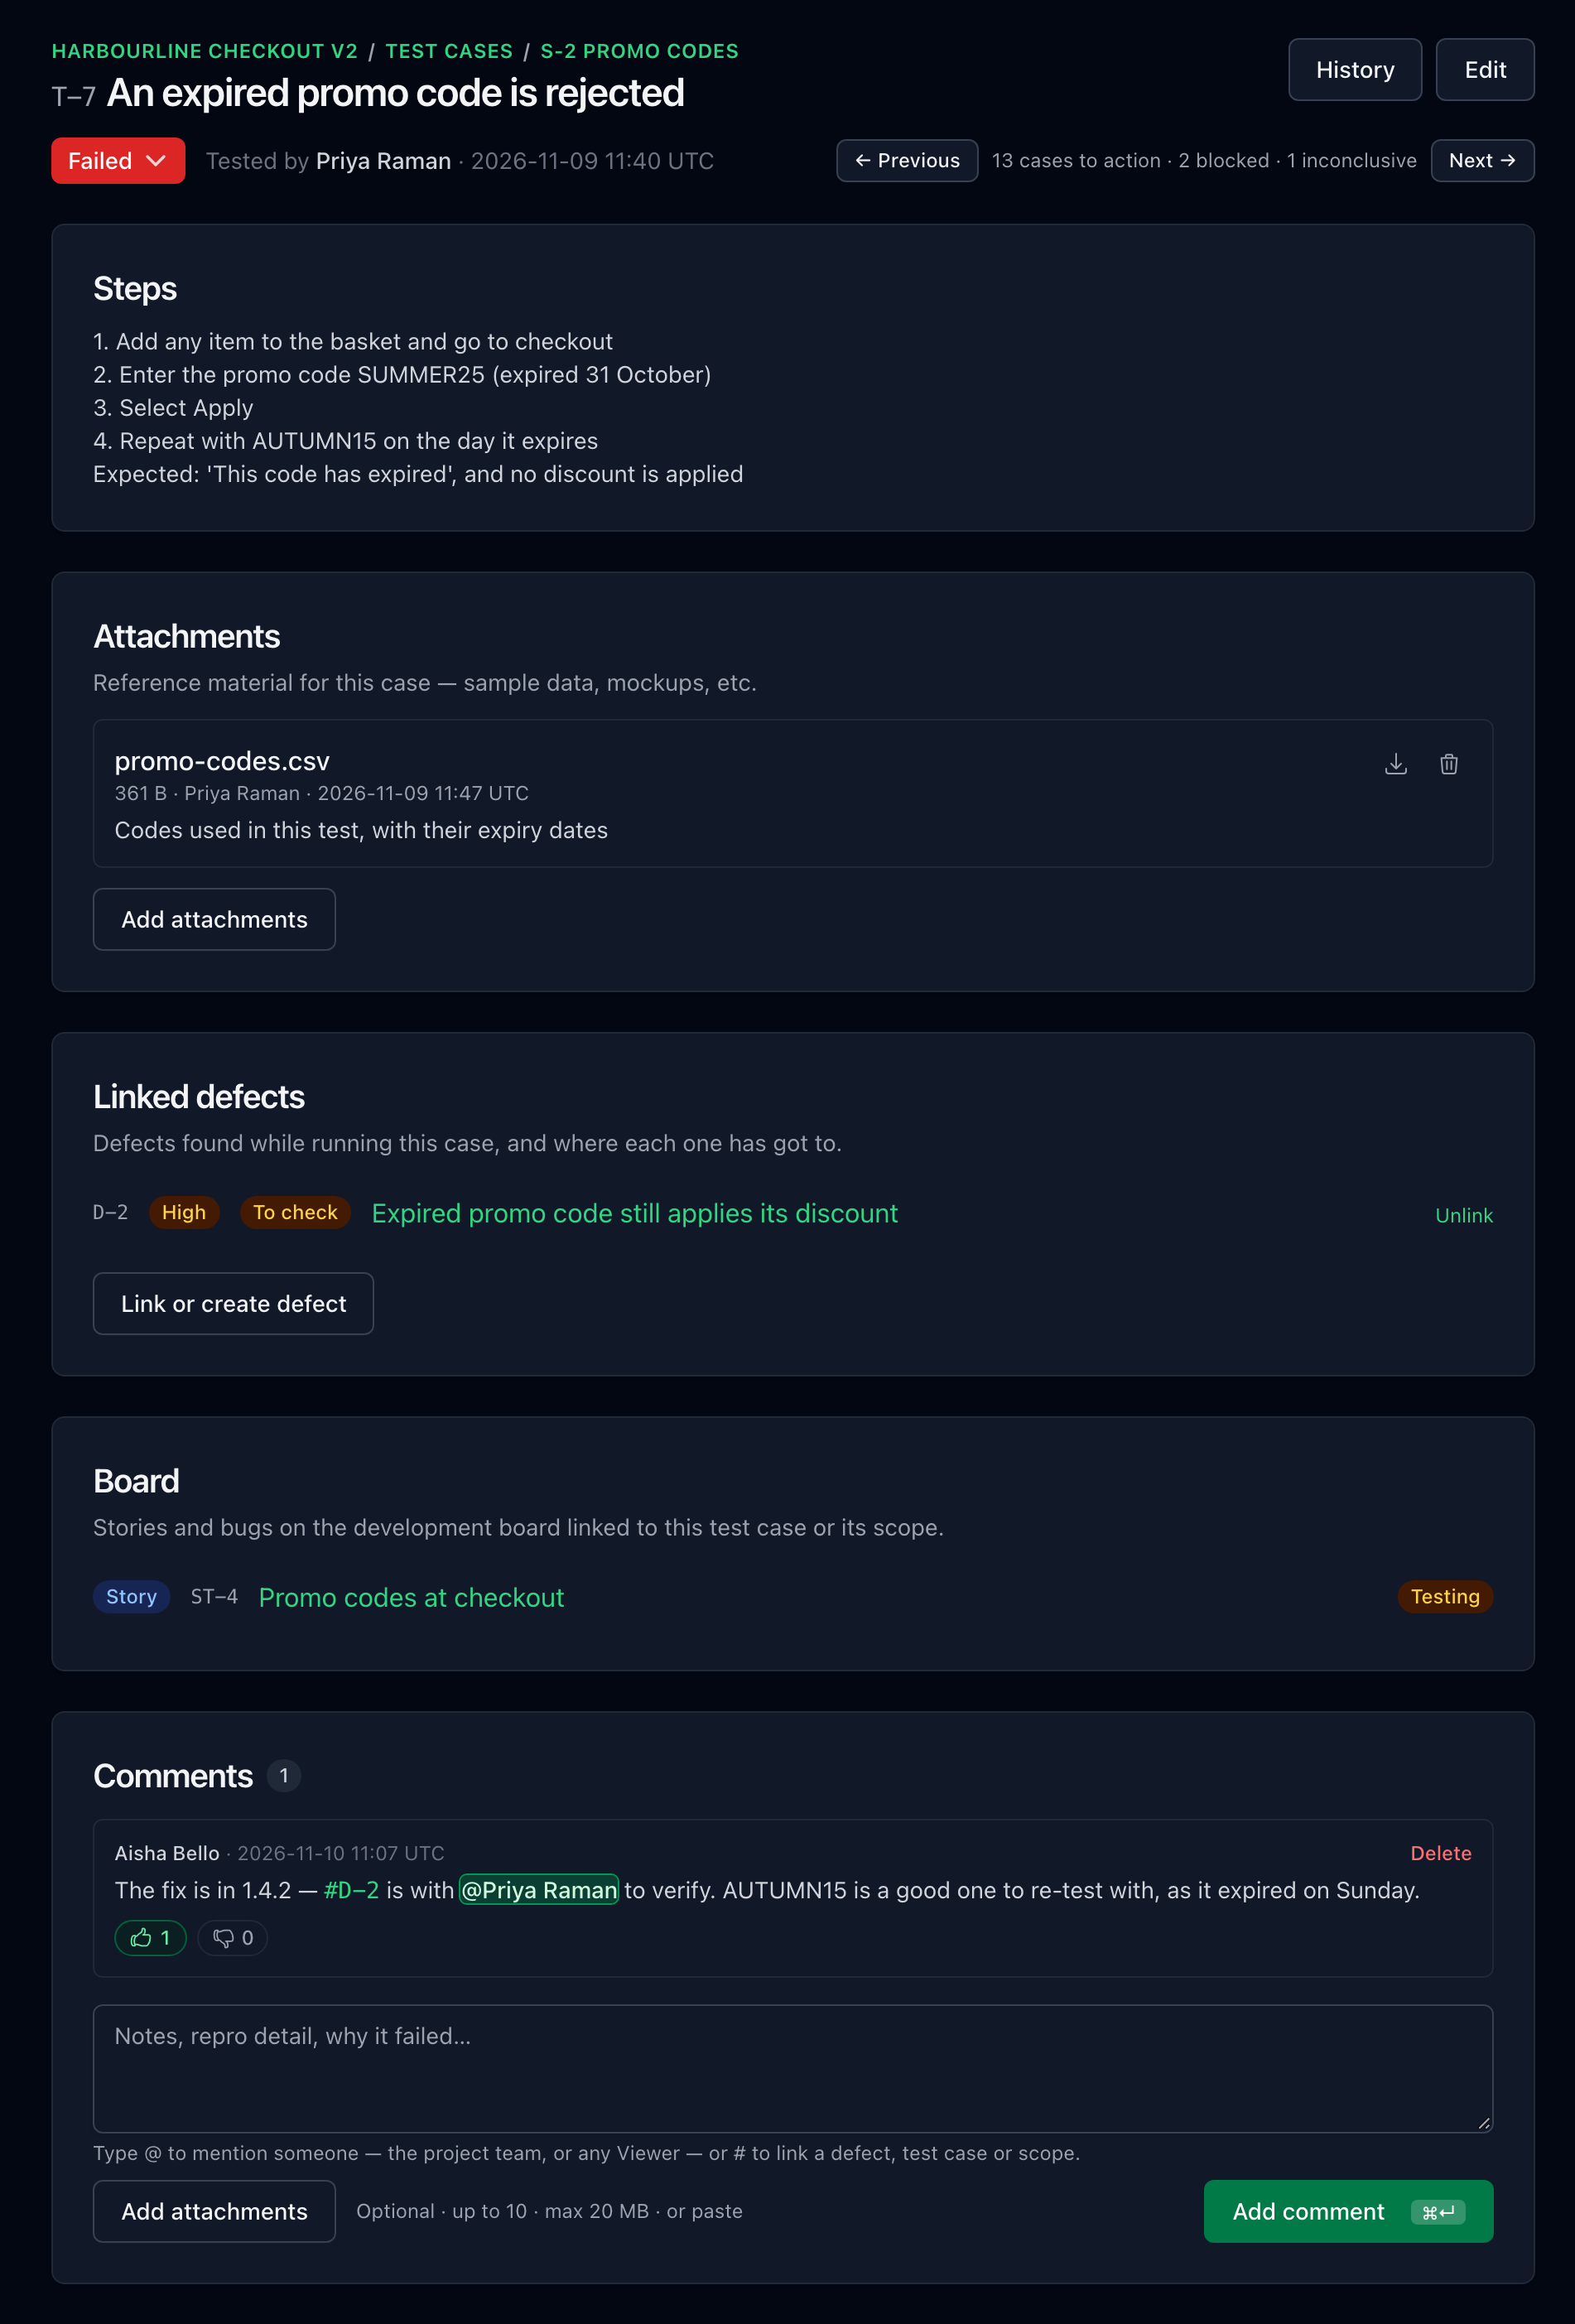 HARBOURLINE CHECKOUT V2 / TEST CASES / S-2 PROMO CODES
T-7 An expired promo code is rejected
History
Edit
Failed
Tested by Priya Raman · 2026-11-09 11:40 UTC
← Previous
13 cases to action · 2 blocked · 1 inconclusive
Next →
Steps
1. Add any item to the basket and go to checkout
2. Enter the promo code SUMMER25 (expired 31 October)
3. Select Apply
4. Repeat with AUTUMN15 on the day it expires
Expected: 'This code has expired', and no discount is applied
Attachments
Reference material for this case — sample data, mockups, etc.
promo-codes.csv
361 B · Priya Raman · 2026-11-09 11:47 UTC
Codes used in this test, with their expiry dates
Add attachments
Linked defects
Defects found while running this case, and where each one has got to.
D-2 High To check Expired promo code still applies its discount Unlink
Link or create defect
Board
Stories and bugs on the development board linked to this test case or its scope.
Story ST-4 Promo codes at checkout Testing
Comments 1
Aisha Bello · 2026-11-10 11:07 UTC Delete
The fix is in 1.4.2 — #D-2 is with @Priya Raman to verify. AUTUMN15 is a good one to re-test with, as it expired on Sunday.
1 0
Notes, repro detail, why it failed...
Type @ to mention someone — the project team, or any Viewer — or # to link a defect, test case or scope.
Add attachments Optional · up to 10 · max 20 MB · or paste Add comment ⌘↵